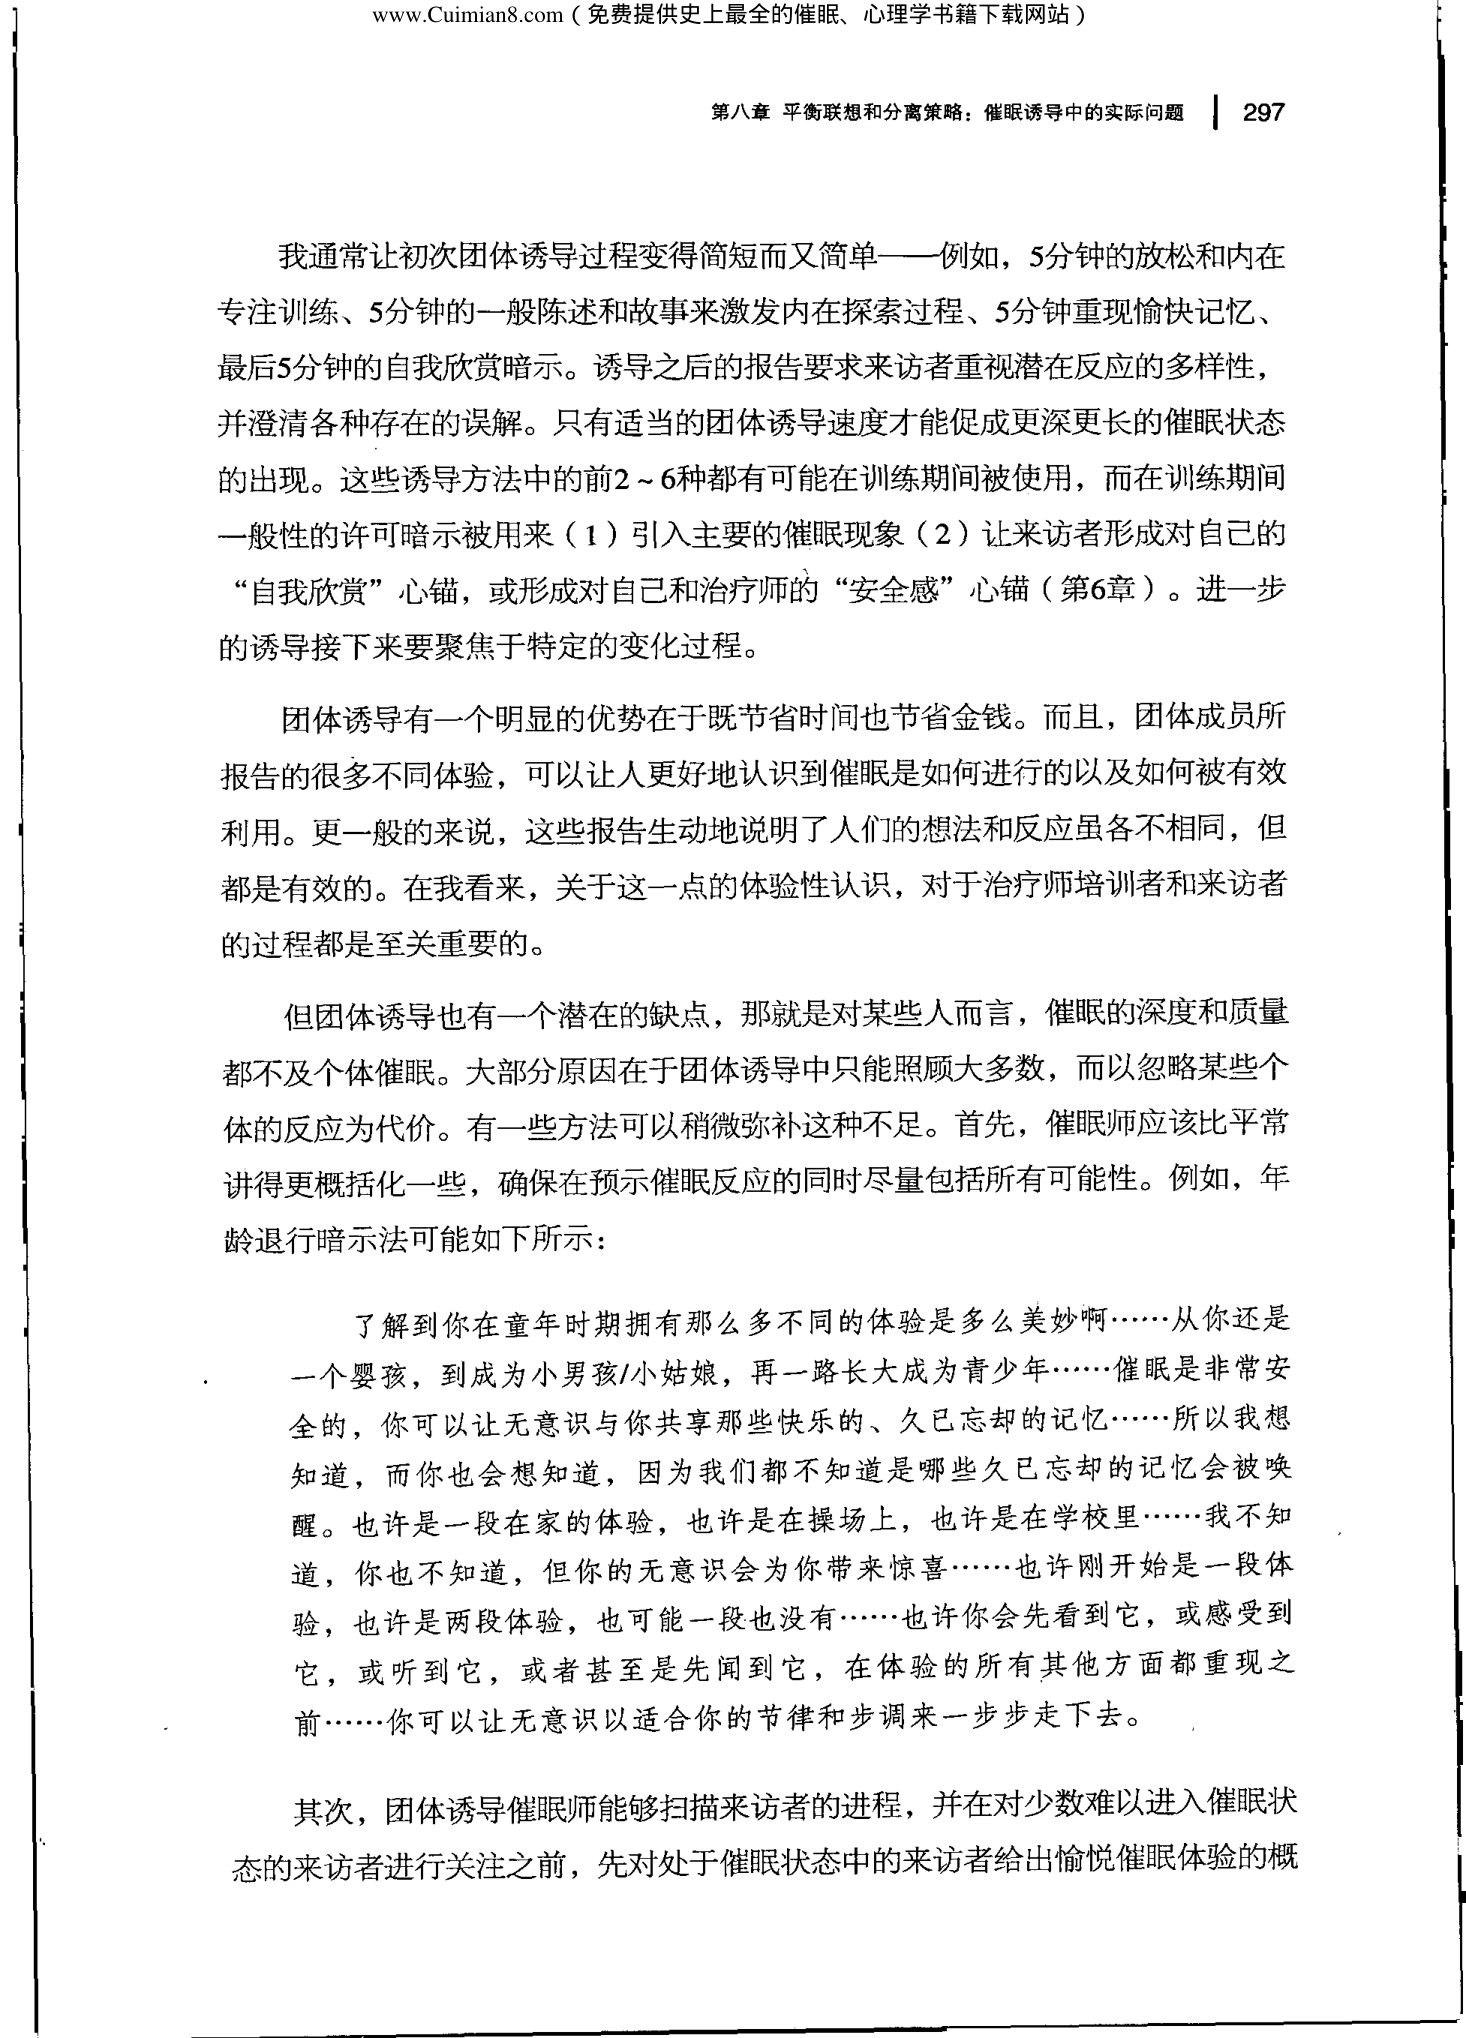 www.Cuimian8.com（免费提供史上最全的催眠、心理学书籍下载网站）
第八章 平衡联想和分离策略：催眠诱导中的实际问题 297
我通常让初次团体诱导过程变得简短而又简单——例如，5分钟的放松和内在
专注训练、5分钟的一般陈述和故事来激发内在探索过程、5分钟重现愉快记忆、
最后5分钟的自我欣赏暗示。诱导之后的报告要求来访者重视潜在反应的多样性，
并澄清各种存在的误解。只有适当的团体诱导速度才能促成更深更长的催眠状态
的出现。这些诱导方法中的前2～6种都有可能在训练期间被使用，而在训练期间
一般性的许可暗示被用来（1）引入主要的催眠现象（2）让来访者形成对自己的
“自我欣赏”心锚，或形成对自己和治疗师的“安全感”心锚（第6章）。进一步
的诱导接下来要聚焦于特定的变化过程。
团体诱导有一个明显的优势在于既节省时间也节省金钱。而且，团体成员所
报告的很多不同体验，可以让人更好地认识到催眠是如何进行的以及如何被有效
利用。更一般的来说，这些报告生动地说明了人们的想法和反应虽各不相同，但
都是有效的。在我看来，关于这一点的体验性认识，对于治疗师培训者和来访者
的过程都是至关重要的。
但团体诱导也有一个潜在的缺点，那就是对某些人而言，催眠的深度和质量
都不及个体催眠。大部分原因在于团体诱导中只能照顾大多数，而以忽略某些个
体的反应为代价。有一些方法可以稍微弥补这种不足。首先，催眠师应该比平常
讲得更概括化一些，确保在预示催眠反应的同时尽量包括所有可能性。例如，年
龄退行暗示法可能如下所示：
了解到你在童年时期拥有那么多不同的体验是多么美妙啊……从你还是
一个婴孩，到成为小男孩/小姑娘，再一路长大成为青少年……催眠是非常安
全的，你可以让无意识与你共享那些快乐的、久已忘却的记忆……所以我想
知道，而你也会想知道，因为我们都不知道是哪些久已忘却的记忆会被唤
醒。也许是一段在家的体验，也许是在操场上，也许是在学校里……我不知
道，你也不知道，但你的无意识会为你带来惊喜……也许刚开始是一段体
验，也许是两段体验，也可能一段也没有……也许你会先看到它，或感受到
它，或听到它，或者甚至是先闻到它，在体验的所有其他方面都重现之
前……你可以让无意识以适合你的节律和步调来一步步走下去。
其次，团体诱导催眠师能够扫描来访者的进程，并在对少数难以进入催眠状
态的来访者进行关注之前，先对处于催眠状态中的来访者给出愉悦催眠体验的概